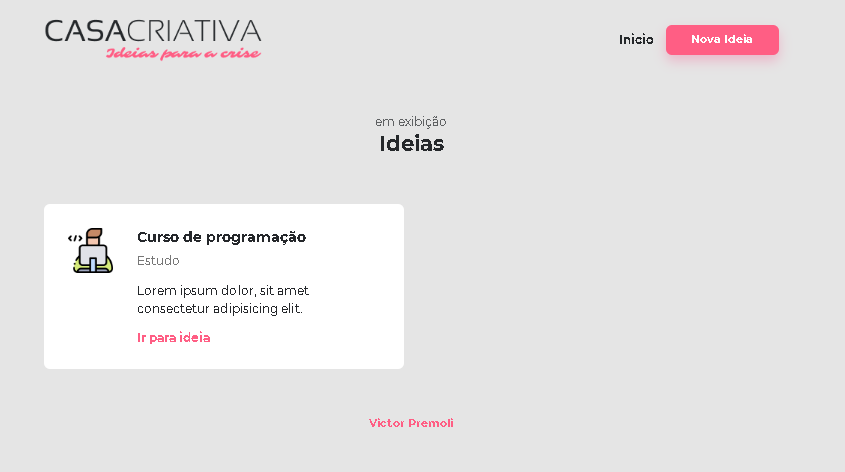 CASACRIATIVA
Ideias para a crise
Inicio
Nova Ideia
em exibição
Ideias
</>
Curso de programação
Estudo
Lorem ipsum dolor, sit amet
consectetur adipisicing elit.
Ir para ideia
Victor Premoli